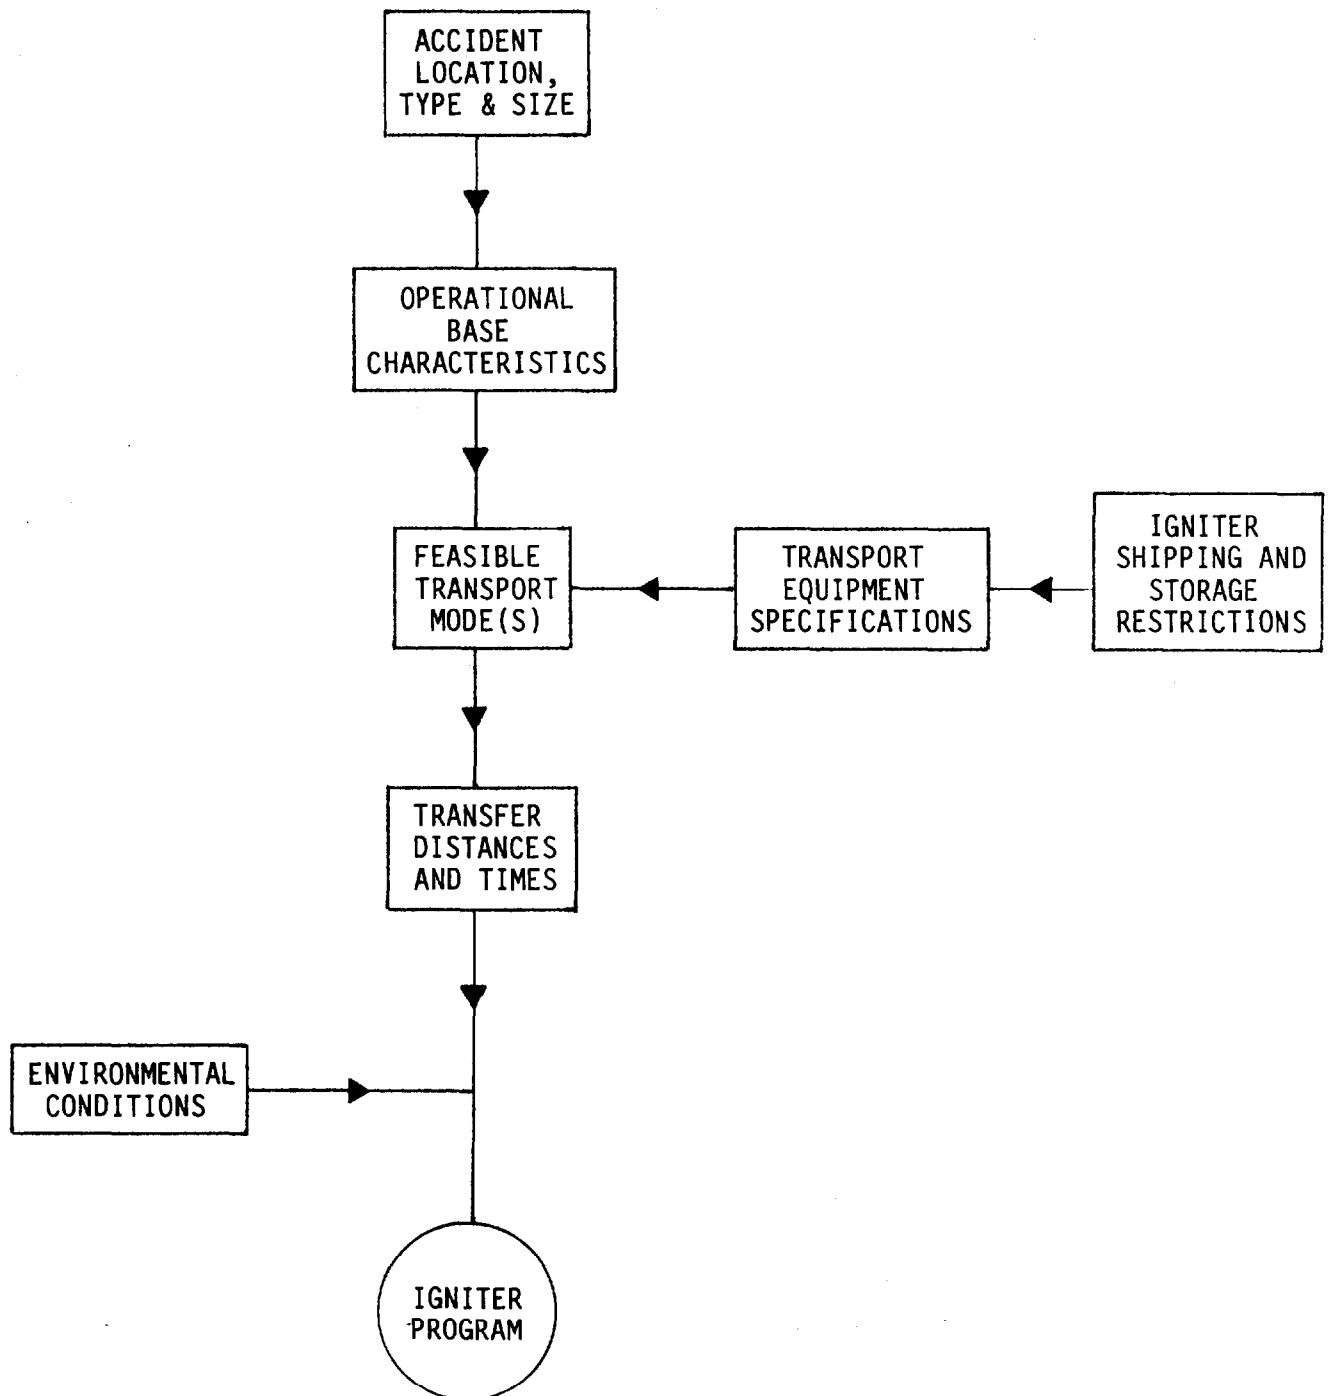 ACCIDENT
LOCATION,
TYPE & SIZE
OPERATIONAL
BASE
CHARACTERISTICS
FEASIBLE
TRANSPORT
MODE(S)
TRANSPORT
EQUIPMENT
SPECIFICATIONS
IGNITER
SHIPPING AND
STORAGE
RESTRICTIONS
TRANSFER
DISTANCES
AND TIMES
ENVIRONMENTAL
CONDITIONS
IGNITER
PROGRAM